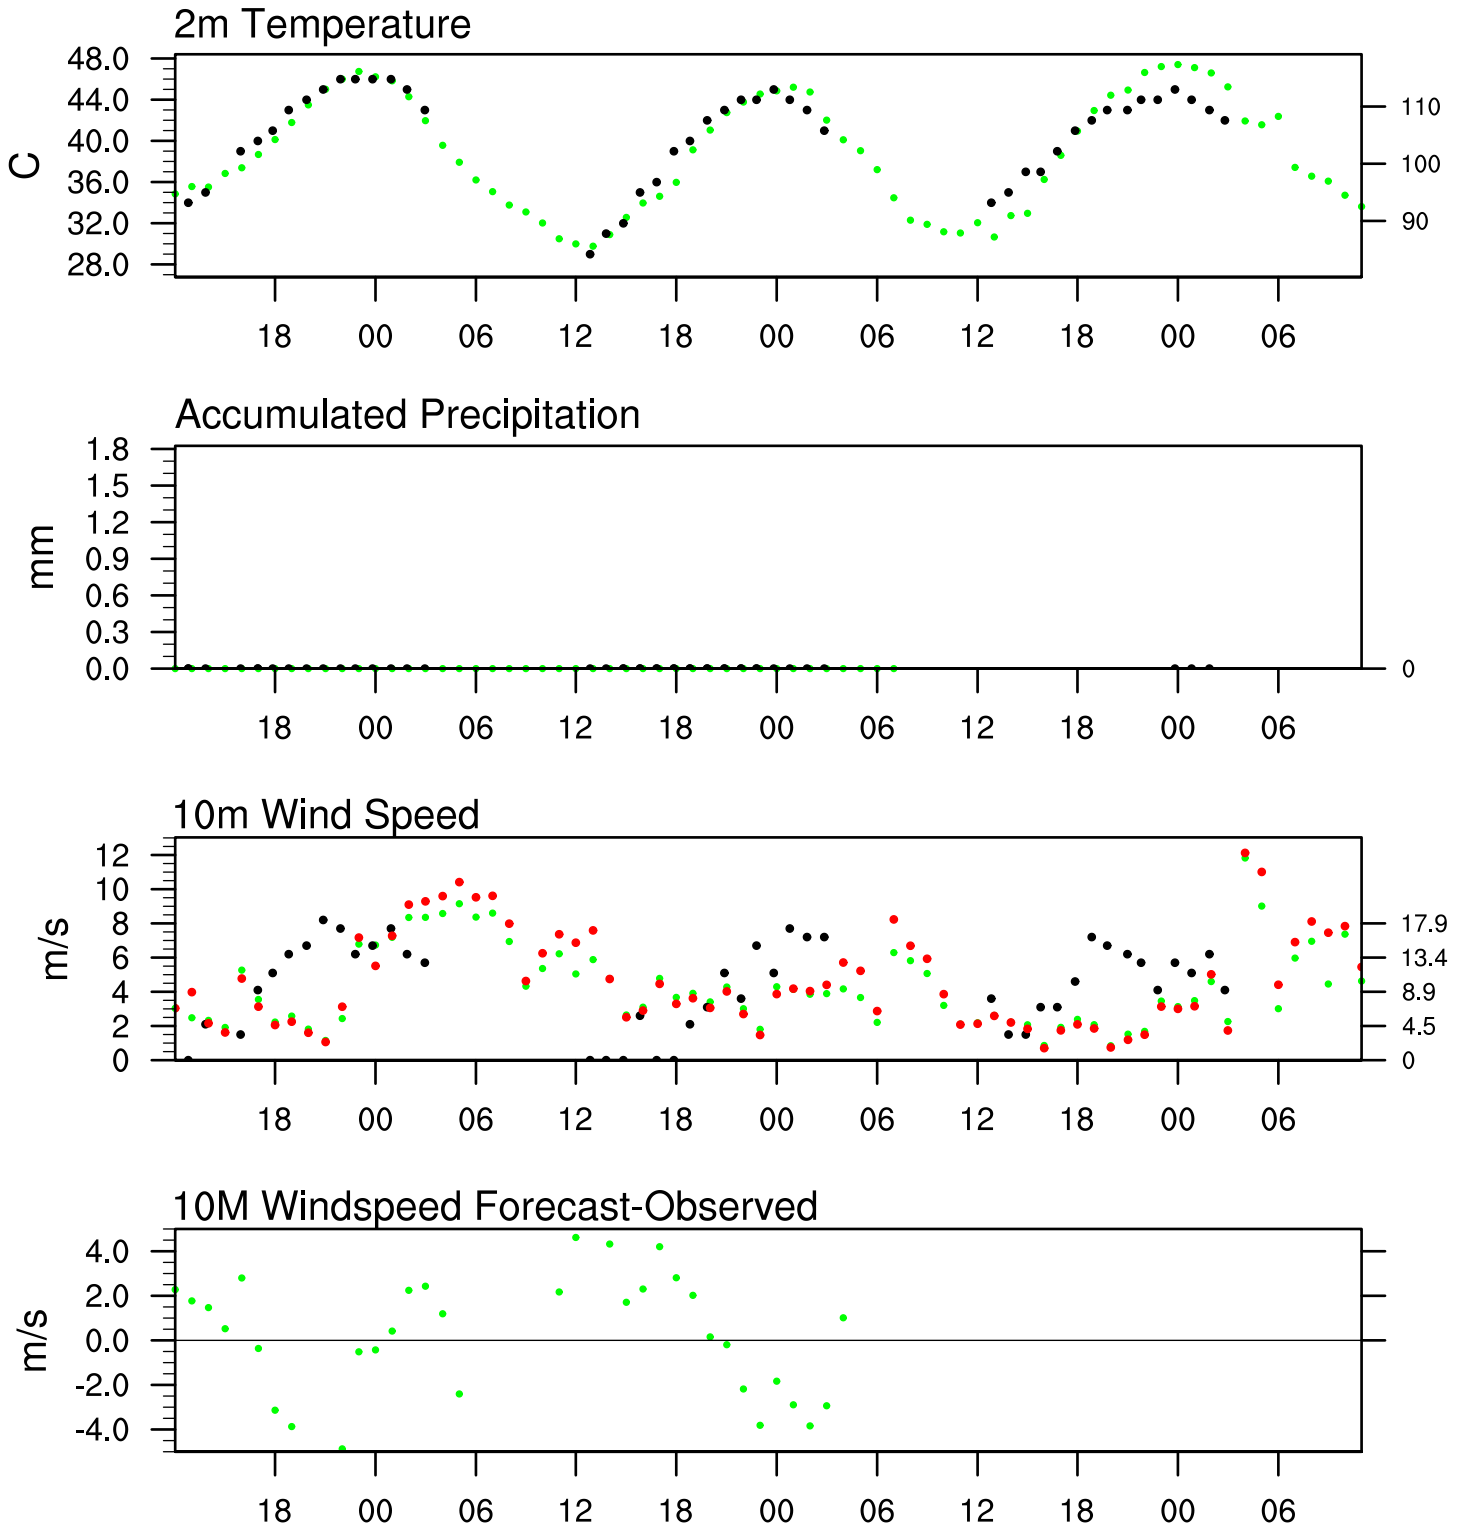 2m Temperature
48.0
44.0
40.0
36.0
32.0
28.0
C
110
100
90
18 00 06 12 18 00 06 12 18 00 06
Accumulated Precipitation
1.8
1.5
1.2
0.9
0.6
0.3
0.0
mm
0
18 00 06 12 18 00 06 12 18 00 06
10m Wind Speed
12
10
8
6
4
2
0
m/s
17.9
13.4
8.9
4.5
0
18 00 06 12 18 00 06 12 18 00 06
10M Windspeed Forecast-Observed
4.0
2.0
0.0
-2.0
-4.0
m/s
18 00 06 12 18 00 06 12 18 00 06